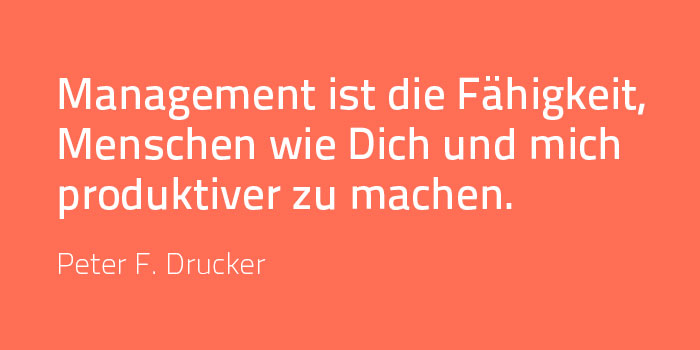 Management ist die Fähigkeit,
Menschen wie Dich und mich
produktiver zu machen.
Peter F. Drucker